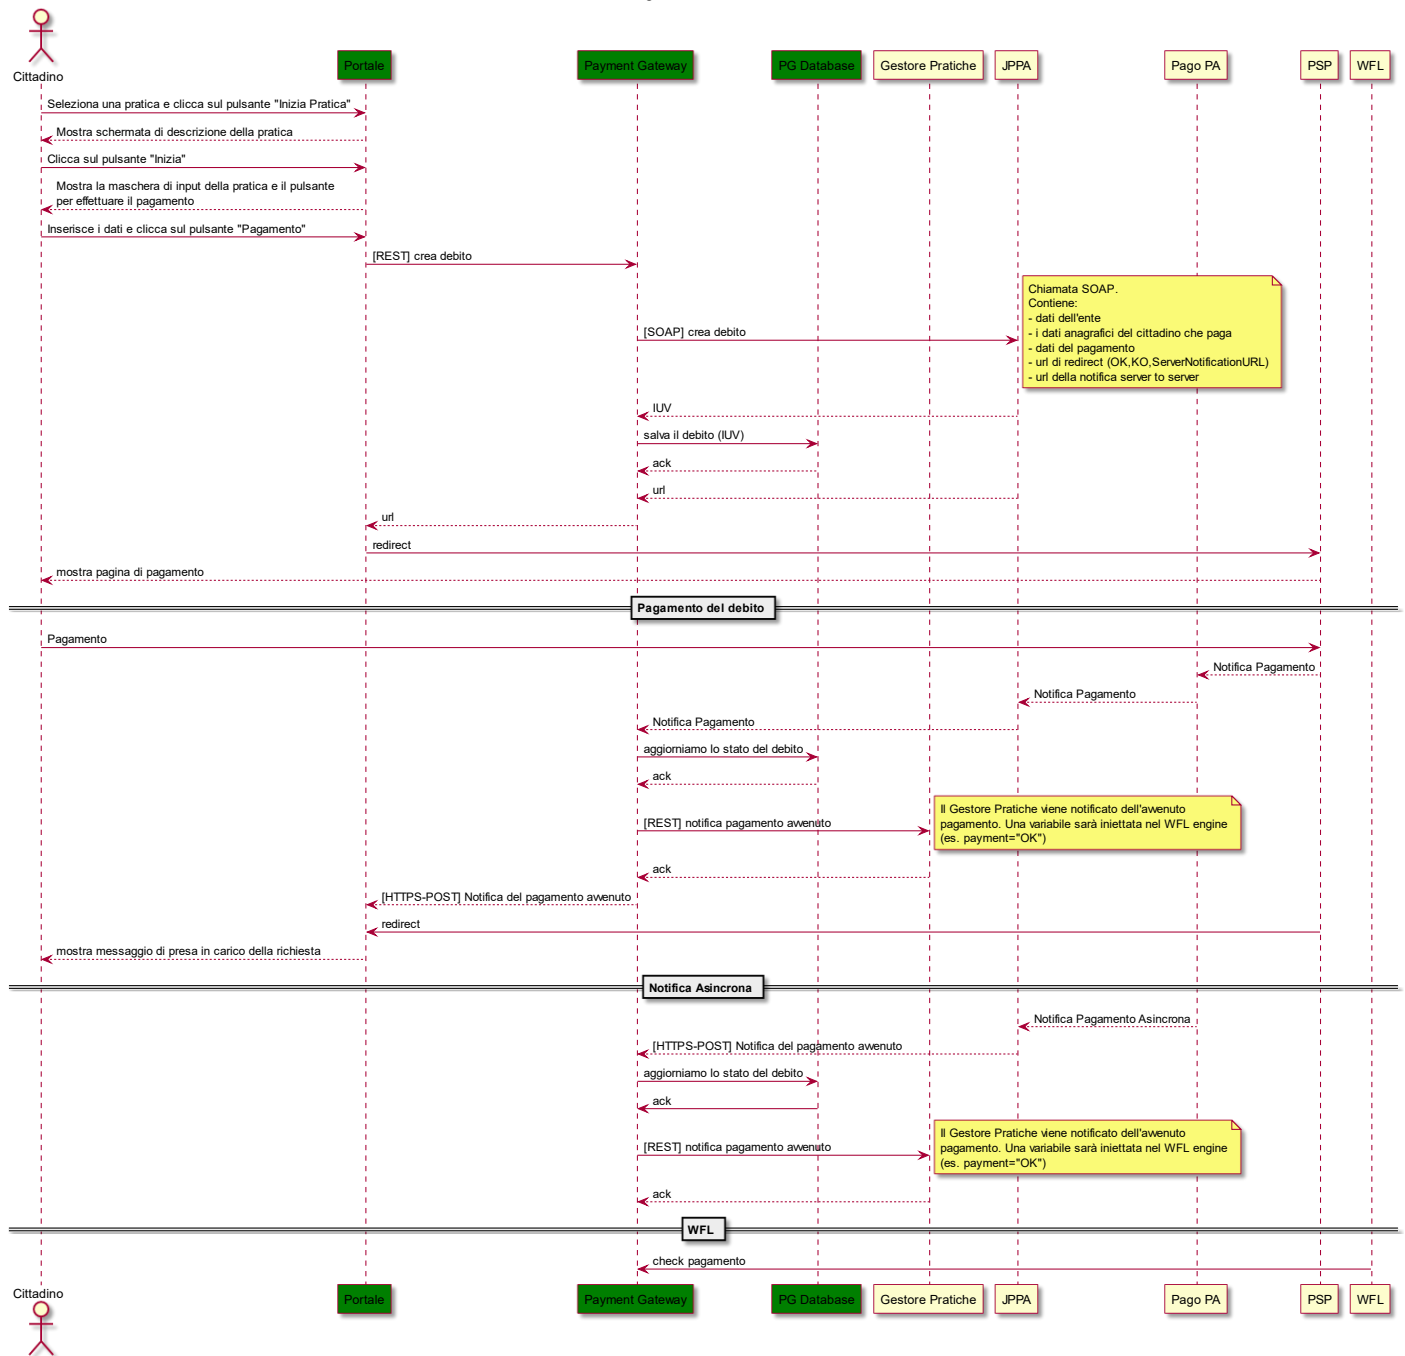 Cittadino
Portale
Payment Gateway
PG Database
Gestore Pratiche
JPPA
Pago PA
PSP
WFL
Seleziona una pratica e clicca sul pulsante "Inizia Pratica"
Mostra schermata di descrizione della pratica
Clicca sul pulsante "Inizia"
Mostra la maschera di input della pratica e il pulsante
per effettuare il pagamento
Inserisce i dati e clicca sul pulsante "Pagamento"
[REST] crea debito
Chiamata SOAP.
Contiene:
- dati dell'ente
- i dati anagrafici del cittadino che paga
- dati del pagamento
- url di redirect (OK,KO,ServerNotificationURL)
- url della notifica server to server
[SOAP] crea debito
IUV
salva il debito (IUV)
ack
url
url
redirect
mostra pagina di pagamento
Pagamento del debito
Pagamento
Notifica Pagamento
Notifica Pagamento
Notifica Pagamento
aggiorniamo lo stato del debito
ack
Il Gestore Pratiche viene notificato dell'avvenuto
pagamento. Una variabile sarà iniettata nel WFL engine
(es. payment="OK")
[REST] notifica pagamento avvenuto
ack
[HTTPS-POST] Notifica del pagamento avvenuto
redirect
mostra messaggio di presa in carico della richiesta
Notifica Asincrona
Notifica Pagamento Asincrona
[HTTPS-POST] Notifica del pagamento avvenuto
aggiorniamo lo stato del debito
ack
Il Gestore Pratiche viene notificato dell'avvenuto
pagamento. Una variabile sarà iniettata nel WFL engine
(es. payment="OK")
[REST] notifica pagamento avvenuto
ack
WFL
check pagamento
Cittadino
Portale
Payment Gateway
PG Database
Gestore Pratiche
JPPA
Pago PA
PSP
WFL